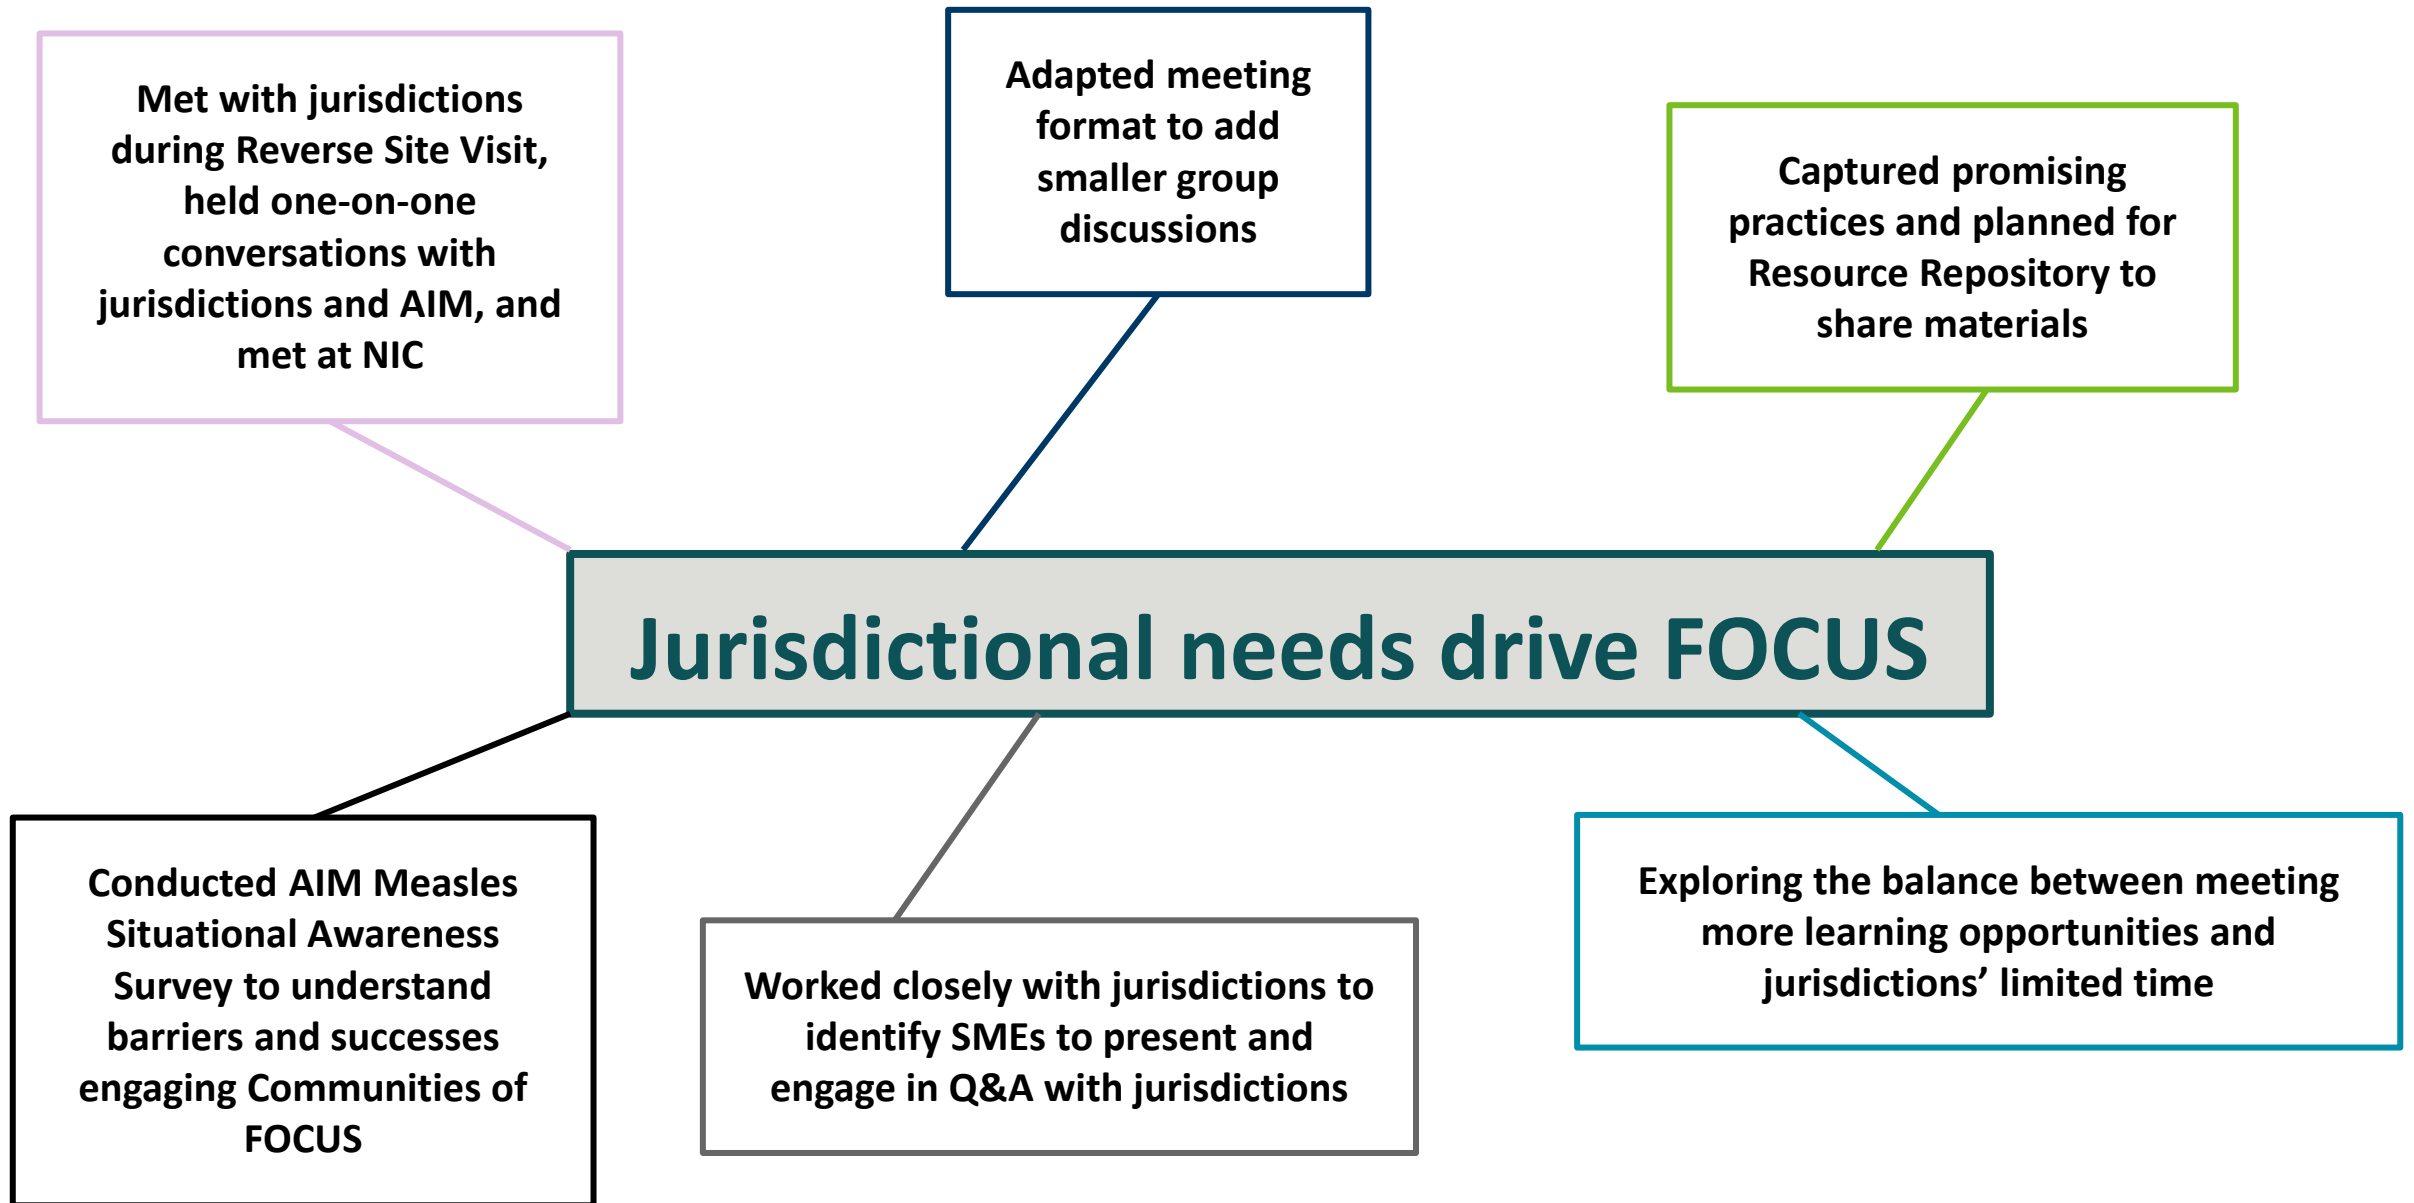 Met with jurisdictions
during Reverse Site Visit,
held one-on-one
conversations with
jurisdictions and AIM, and
met at NIC
Adapted meeting
format to add
smaller group
discussions
Captured promising
practices and planned for
Resource Repository to
share materials
Jurisdictional needs drive FOCUS
Conducted AIM Measles
Situational Awareness
Survey to understand
barriers and successes
engaging Communities of
FOCUS
Worked closely with jurisdictions to
identify SMEs to present and
engage in Q&A with jurisdictions
Exploring the balance between meeting
more learning opportunities and
jurisdictions’ limited time